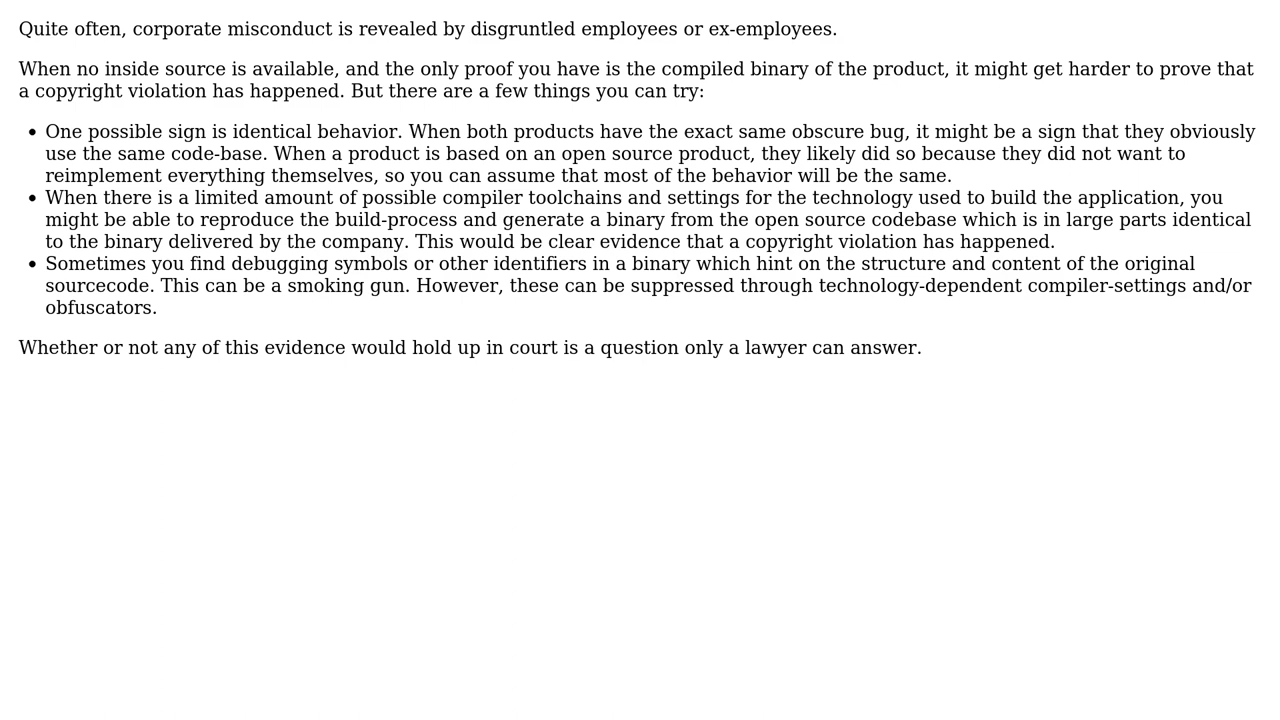 Quite often, corporate misconduct is revealed by disgruntled employees or ex-employees.
When no inside source is available, and the only proof you have is the compiled binary of the product, it might get harder to prove that
a copyright violation has happened. But there are a few things you can try:
• One possible sign is identical behavior. When both products have the exact same obscure bug, it might be a sign that they obviously
use the same code-base. When a product is based on an open source product, they likely did so because they did not want to
reimplement everything themselves, so you can assume that most of the behavior will be the same.
• When there is a limited amount of possible compiler toolchains and settings for the technology used to build the application, you
might be able to reproduce the build-process and generate a binary from the open source codebase which is in large parts identical
to the binary delivered by the company. This would be clear evidence that a copyright violation has happened.
• Sometimes you find debugging symbols or other identifiers in a binary which hint on the structure and content of the original
sourcecode. This can be a smoking gun. However, these can be suppressed through technology-dependent compiler-settings and/or
obfuscators.
Whether or not any of this evidence would hold up in court is a question only a lawyer can answer.